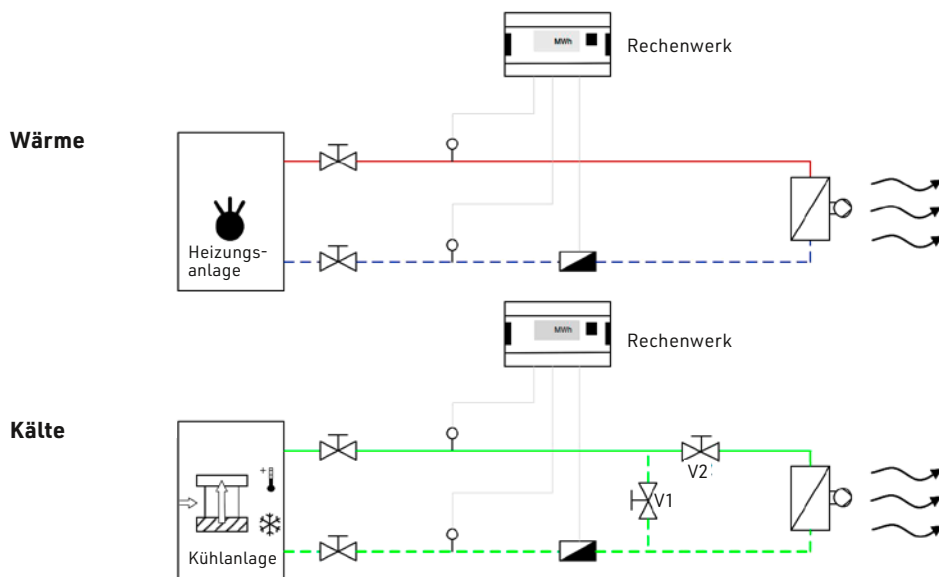 MWh
Rechenwerk
Wärme
Heizungs-
anlage
MWh
Rechenwerk
Kälte
V2
V1
+
Kühlanlage